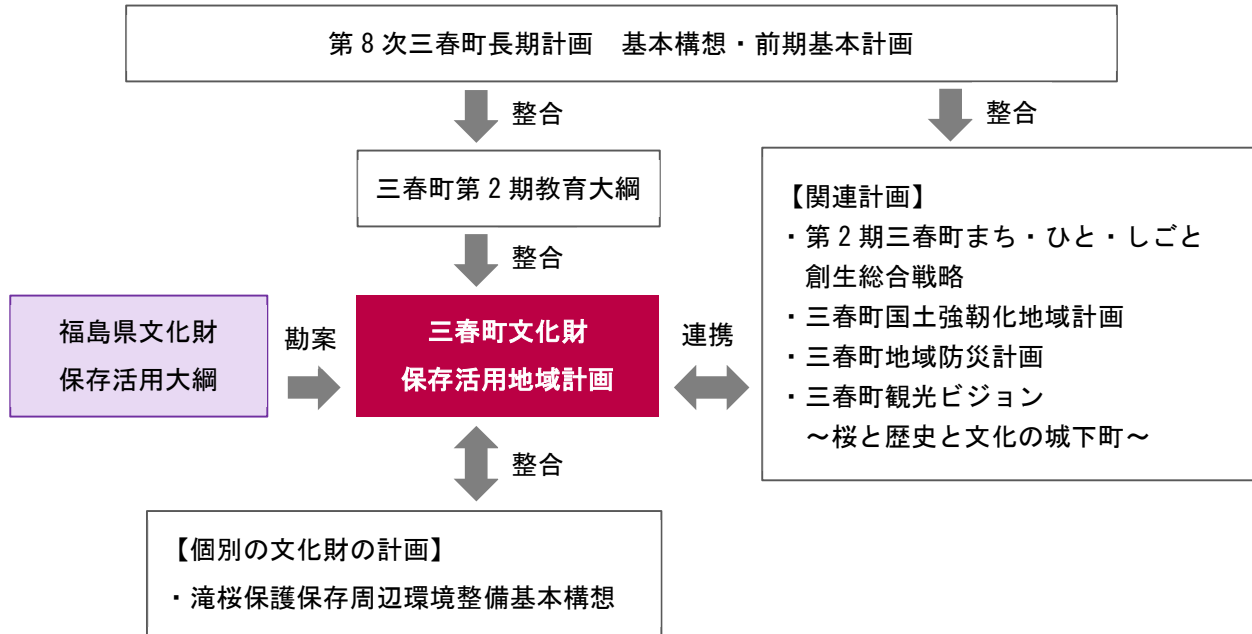 第8次三春町長期計画　基本構想・前期基本計画
整合
整合
三春町第2期教育大綱
整合
【関連計画】
・第2期三春町まち・ひと・しごと
創生総合戦略
・三春町国土強靭化地域計画
・三春町地域防災計画
・三春町観光ビジョン
～桜と歴史と文化の城下町～
福島県文化財
保存活用大綱
勘案
三春町文化財
保存活用地域計画
連携
整合
【個別の文化財の計画】
・滝桜保護保存周辺環境整備基本構想